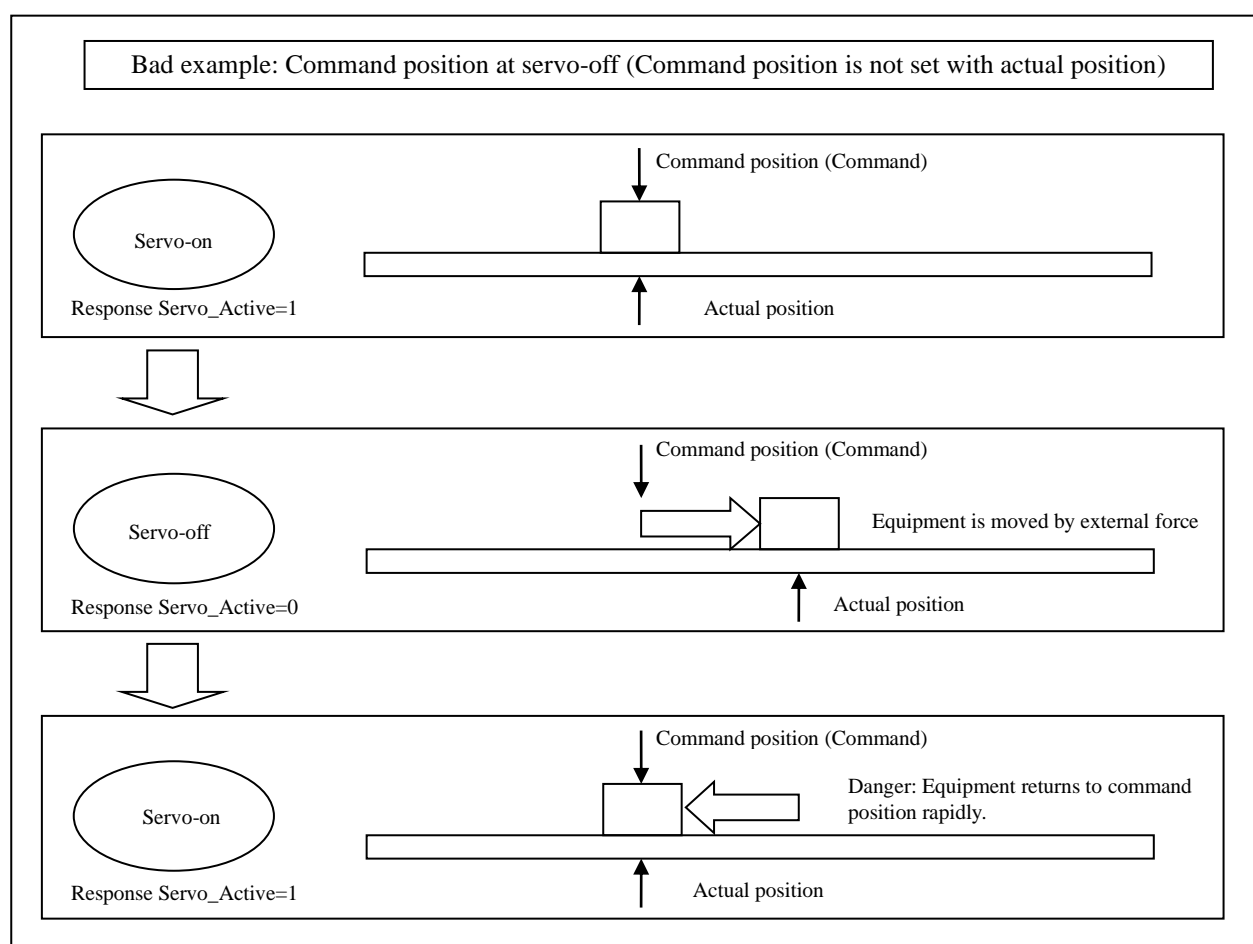 Bad example: Command position at servo-off (Command position is not set with actual position)
Command position (Command)
Servo-on
Response Servo_Active=1
Actual position
Command position (Command)
Servo-off
Equipment is moved by external force
Response Servo_Active=0
Actual position
Command position (Command)
Servo-on
Danger: Equipment returns to command
position rapidly.
Response Servo_Active=1
Actual position